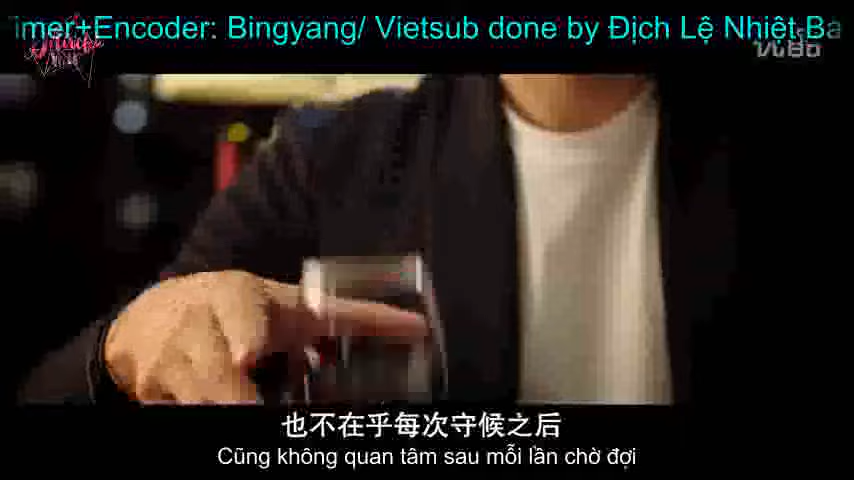 imer+Encoder: Bingyang/ Vietsub done by Địch Lệ Nhiệt Ba
也不在乎每次守候之后
Cũng không quan tâm sau mỗi lần chờ đợi